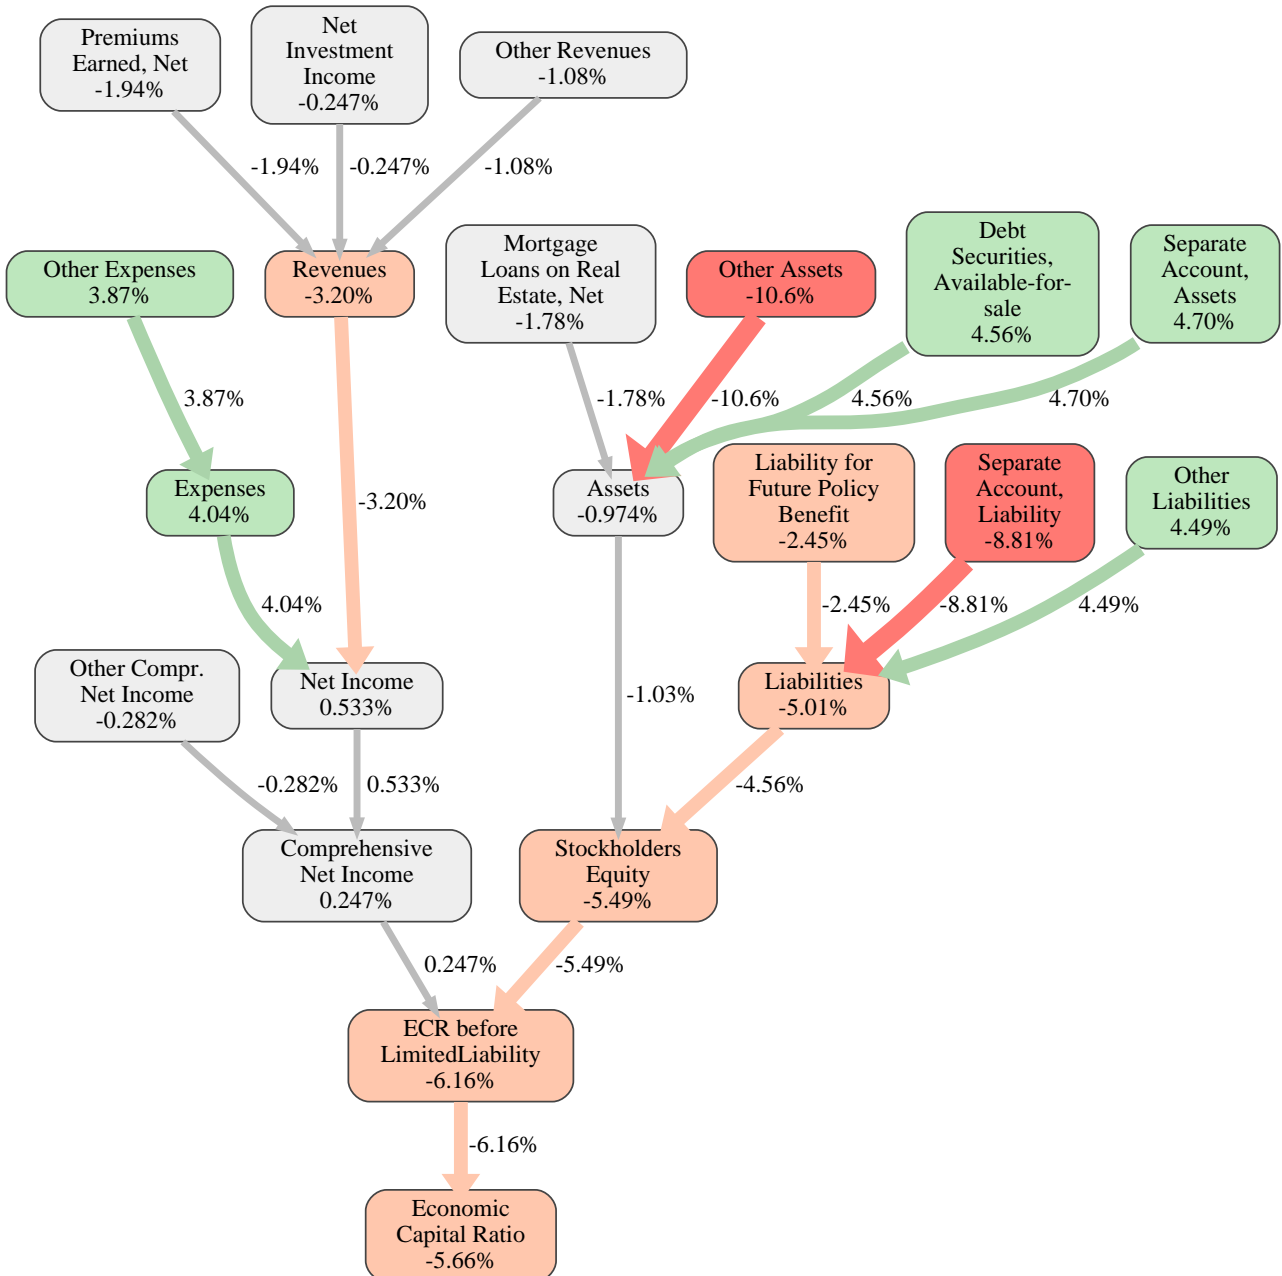 Premiums
Earned, Net
-1.94%
Net
Investment
Income
-0.247%
Other Revenues
-1.08%
-1.94%
-0.247%
-1.08%
Other Expenses
3.87%
Revenues
-3.20%
Mortgage
Loans on Real
Estate, Net
-1.78%
Other Assets
-10.6%
Debt
Securities,
Available-for-
sale
4.56%
Separate
Account,
Assets
4.70%
3.87%
-1.78%
-10.6%
4.56%
4.70%
Expenses
4.04%
-3.20%
Assets
-0.974%
Liability for
Future Policy
Benefit
-2.45%
Separate
Account,
Liability
-8.81%
Other
Liabilities
4.49%
4.04%
-2.45%
-8.81%
4.49%
Other Compr.
Net Income
-0.282%
Net Income
0.533%
-1.03%
Liabilities
-5.01%
-0.282%
0.533%
-4.56%
Comprehensive
Net Income
0.247%
Stockholders
Equity
-5.49%
0.247%
-5.49%
ECR before
LimitedLiability
-6.16%
-6.16%
Economic
Capital Ratio
-5.66%